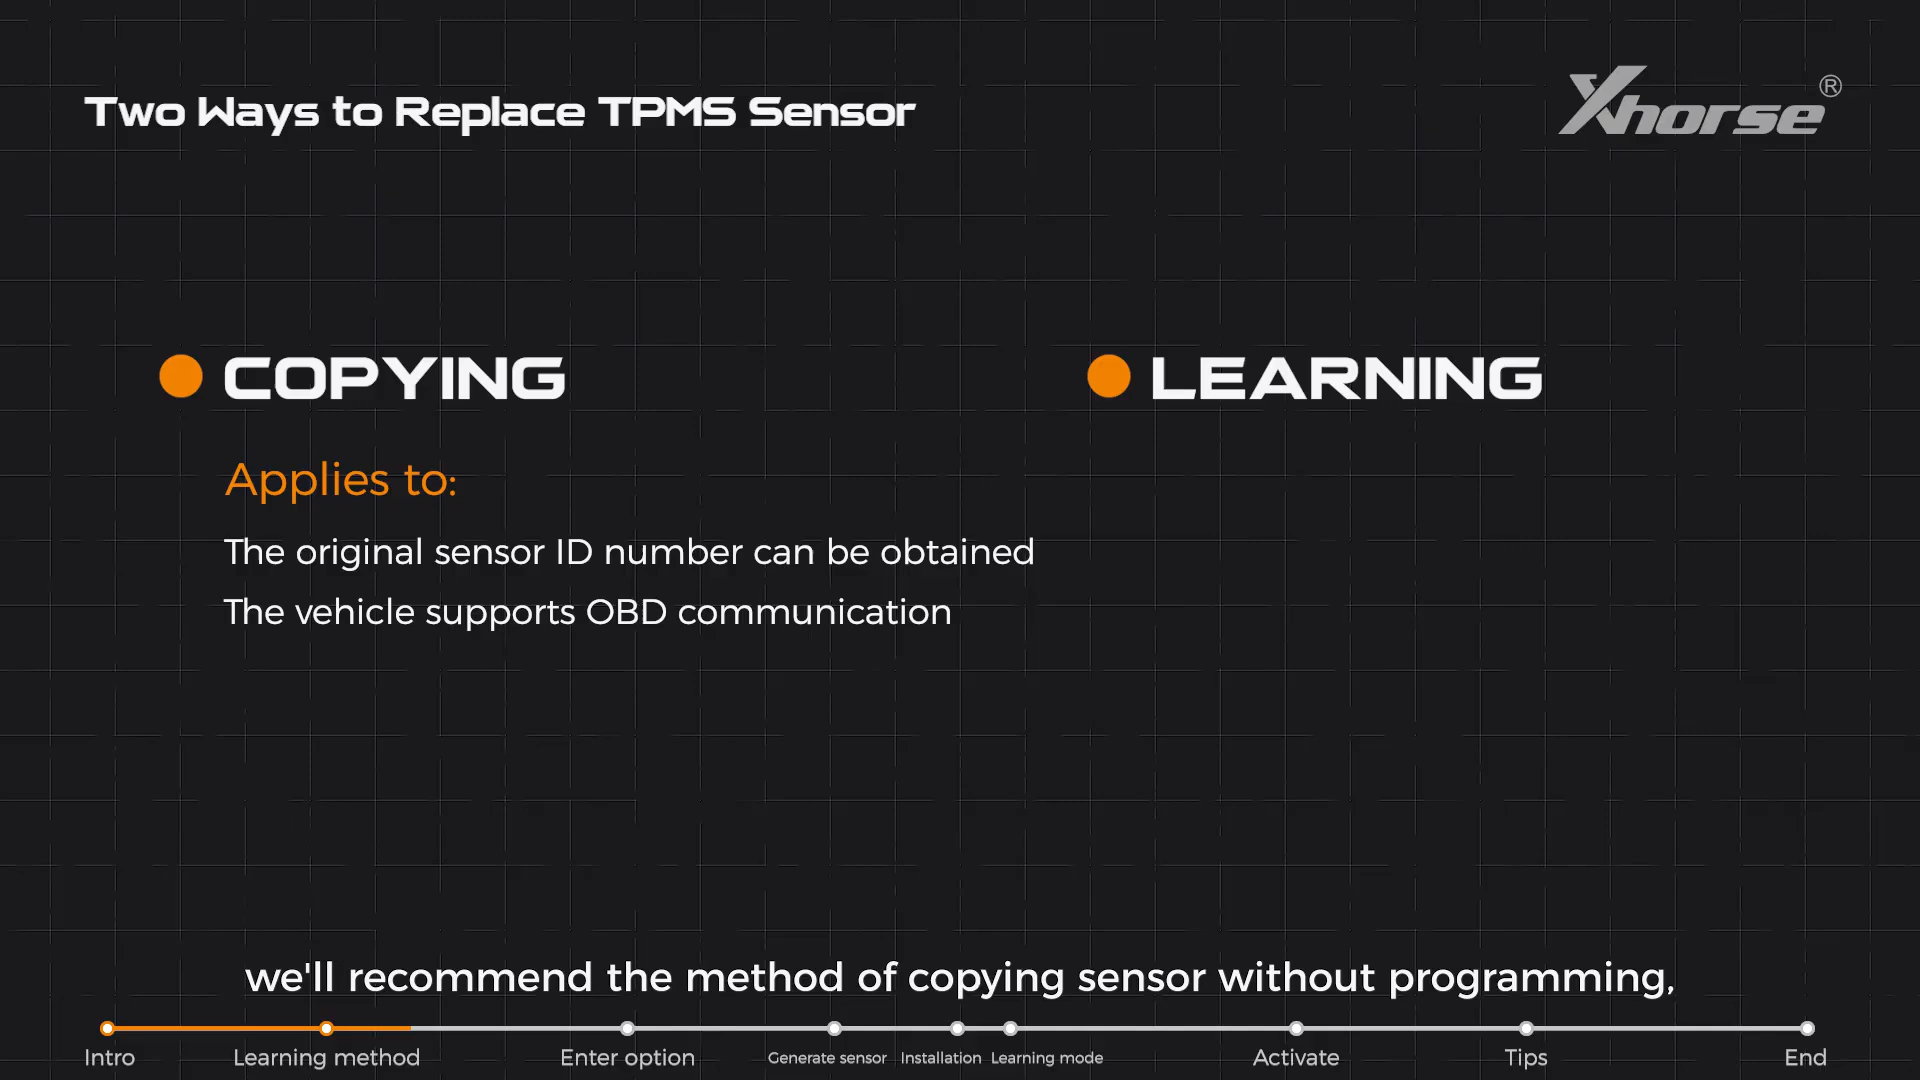 Two Ways to Replace TPMS Sensor
Xhorse®
COPYING
LEARNING
Applies to:
The original sensor ID number can be obtained
The vehicle supports OBD communication
we'll recommend the method of copying sensor without programming,
Intro
Learning method
Enter option
Generate sensor
Installation
Learning mode
Activate
Tips
End